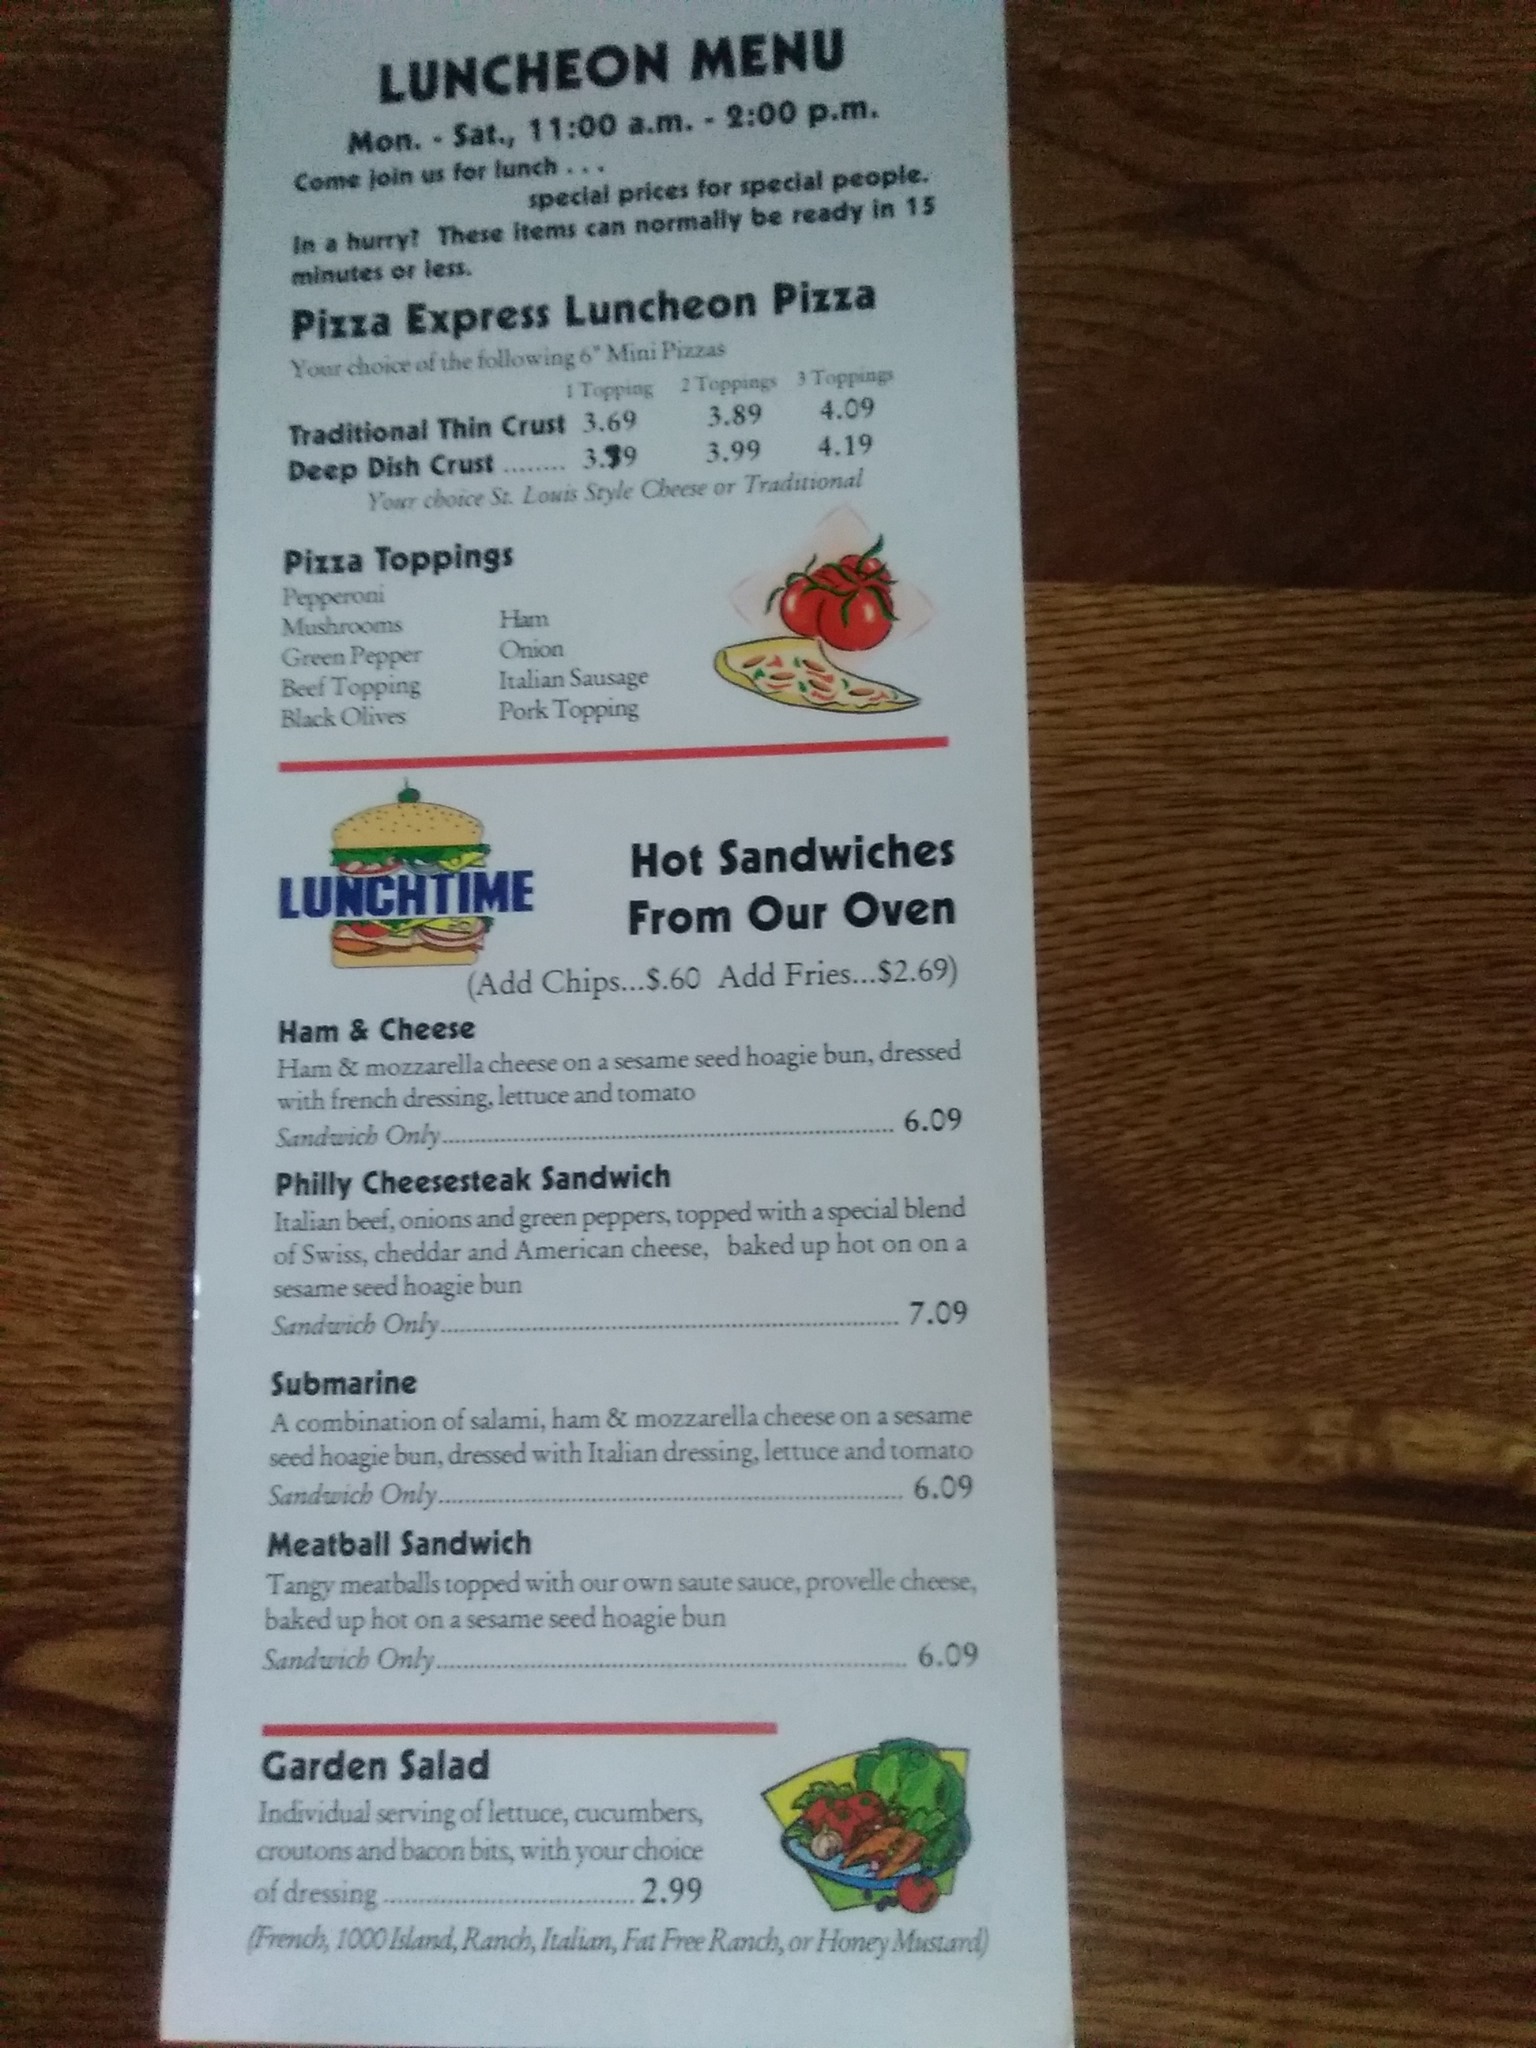 LUNCHEON MENU
Mon. - Sat., 11:00 a.m. - 2:00 p.m.
Come join us for lunch . . .
special prices for special people.
In a hurry? These items can normally be ready in 15
minutes or less.
Pizza Express Luncheon Pizza
Your choice of the following 6" Mini Pizzas
1 Topping 2 Toppings 3 Toppings
Traditional Thin Crust 3.69 3.89 4.09
Deep Dish Crust ......... 3.99 4.19
Your choice St. Louis Style Cheese or Traditional
Pizza Toppings
Pepperoni
Mushrooms
Green Pepper
Beef Topping
Black Olives
Ham
Onion
Italian Sausage
Pork Topping
LUNCHTIME
Hot Sandwiches
From Our Oven
(Add Chips...$.60 Add Fries...$2.69)
Ham & Cheese
Ham & mozzarella cheese on a sesame seed hoagie bun, dressed
with french dressing, lettuce and tomato
Sandwich Only.................... 6.09
Philly Cheesesteak Sandwich
Italian beef, onions and green peppers, topped with a special blend
of Swiss, cheddar and American cheese, baked up hot on on a
sesame seed hoagie bun
Sandwich Only.................... 7.09
Submarine
A combination of salami, ham & mozzarella cheese on a sesame
seed hoagie bun, dressed with Italian dressing, lettuce and tomato
Sandwich Only.................... 6.09
Meatball Sandwich
Tangy meatballs topped with our own saute sauce, provelle cheese,
baked up hot on a sesame seed hoagie bun
Sandwich Only.................... 6.09
Garden Salad
Individual serving of lettuce, cucumbers,
croutons and bacon bits, with your choice
of dressing.................... 2.99
(French, 1000 Island, Ranch, Italian, Fat Free Ranch, or Honey Mustard)